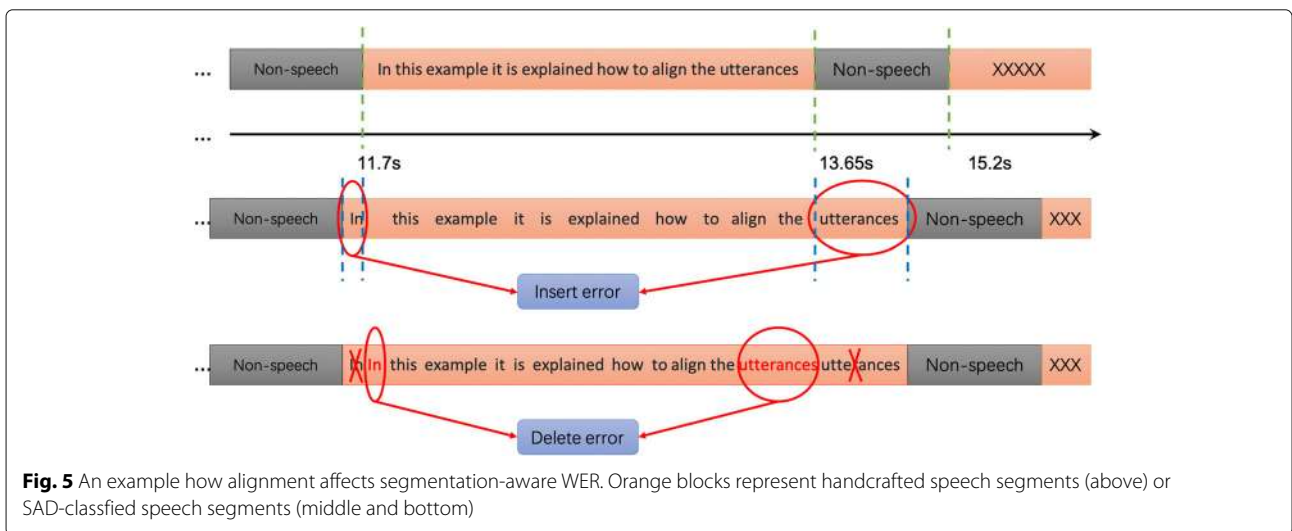 ... Non-speech In this example it is explained how to align the utterances Non-speech XXXXX
...
11.7s 13.65s 15.2s
... Non-speech In this example it is explained how to align the utterances Non-speech XXX
Insert error
... Non-speech In In this example it is explained how to align the utterances utterances Non-speech XXX
Delete error
Fig. 5 An example how alignment affects segmentation-aware WER. Orange blocks represent handcrafted speech segments (above) or
SAD-classfied speech segments (middle and bottom)